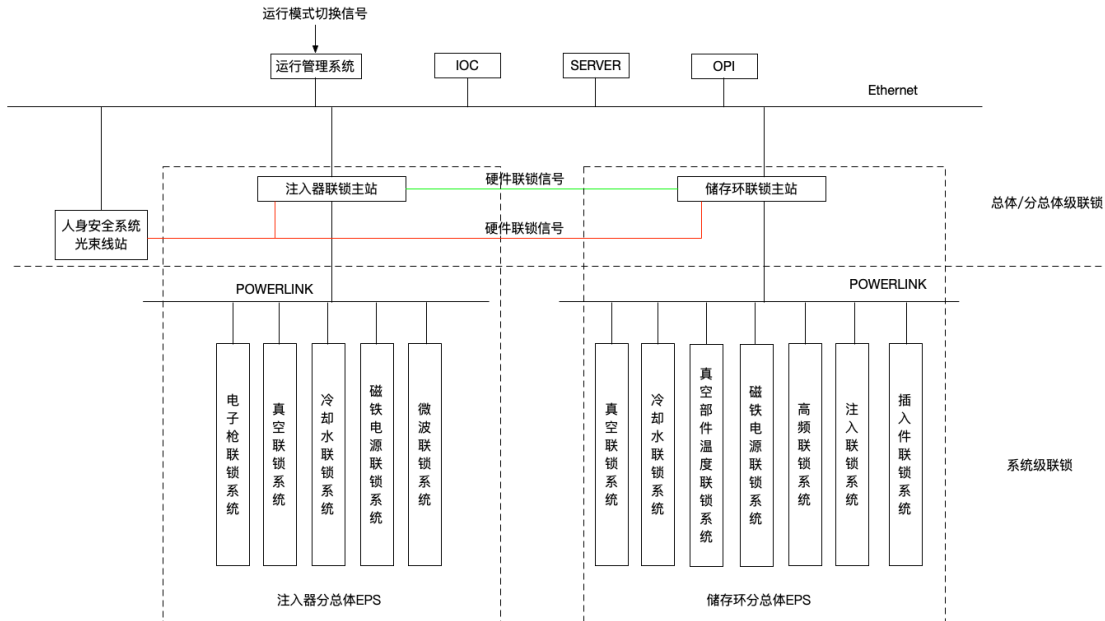 运行模式切换信号
运行管理系统
IOC
SERVER
OPI
Ethernet
注入器联锁主站
硬件联锁信号
储存环联锁主站
总体/分总体级联锁
人身安全系统
光束线站
硬件联锁信号
POWERLINK
POWERLINK
电子枪联锁系统
真空联锁系统
冷却水联锁系统
磁铁电源联锁系统
微波联锁系统
真空联锁系统
冷却水联锁系统
真空部件温度联锁系统
磁铁电源联锁系统
高频联锁系统
注入联锁系统
插入件联锁系统
系统级联锁
注入器分总体EPS
储存环分总体EPS